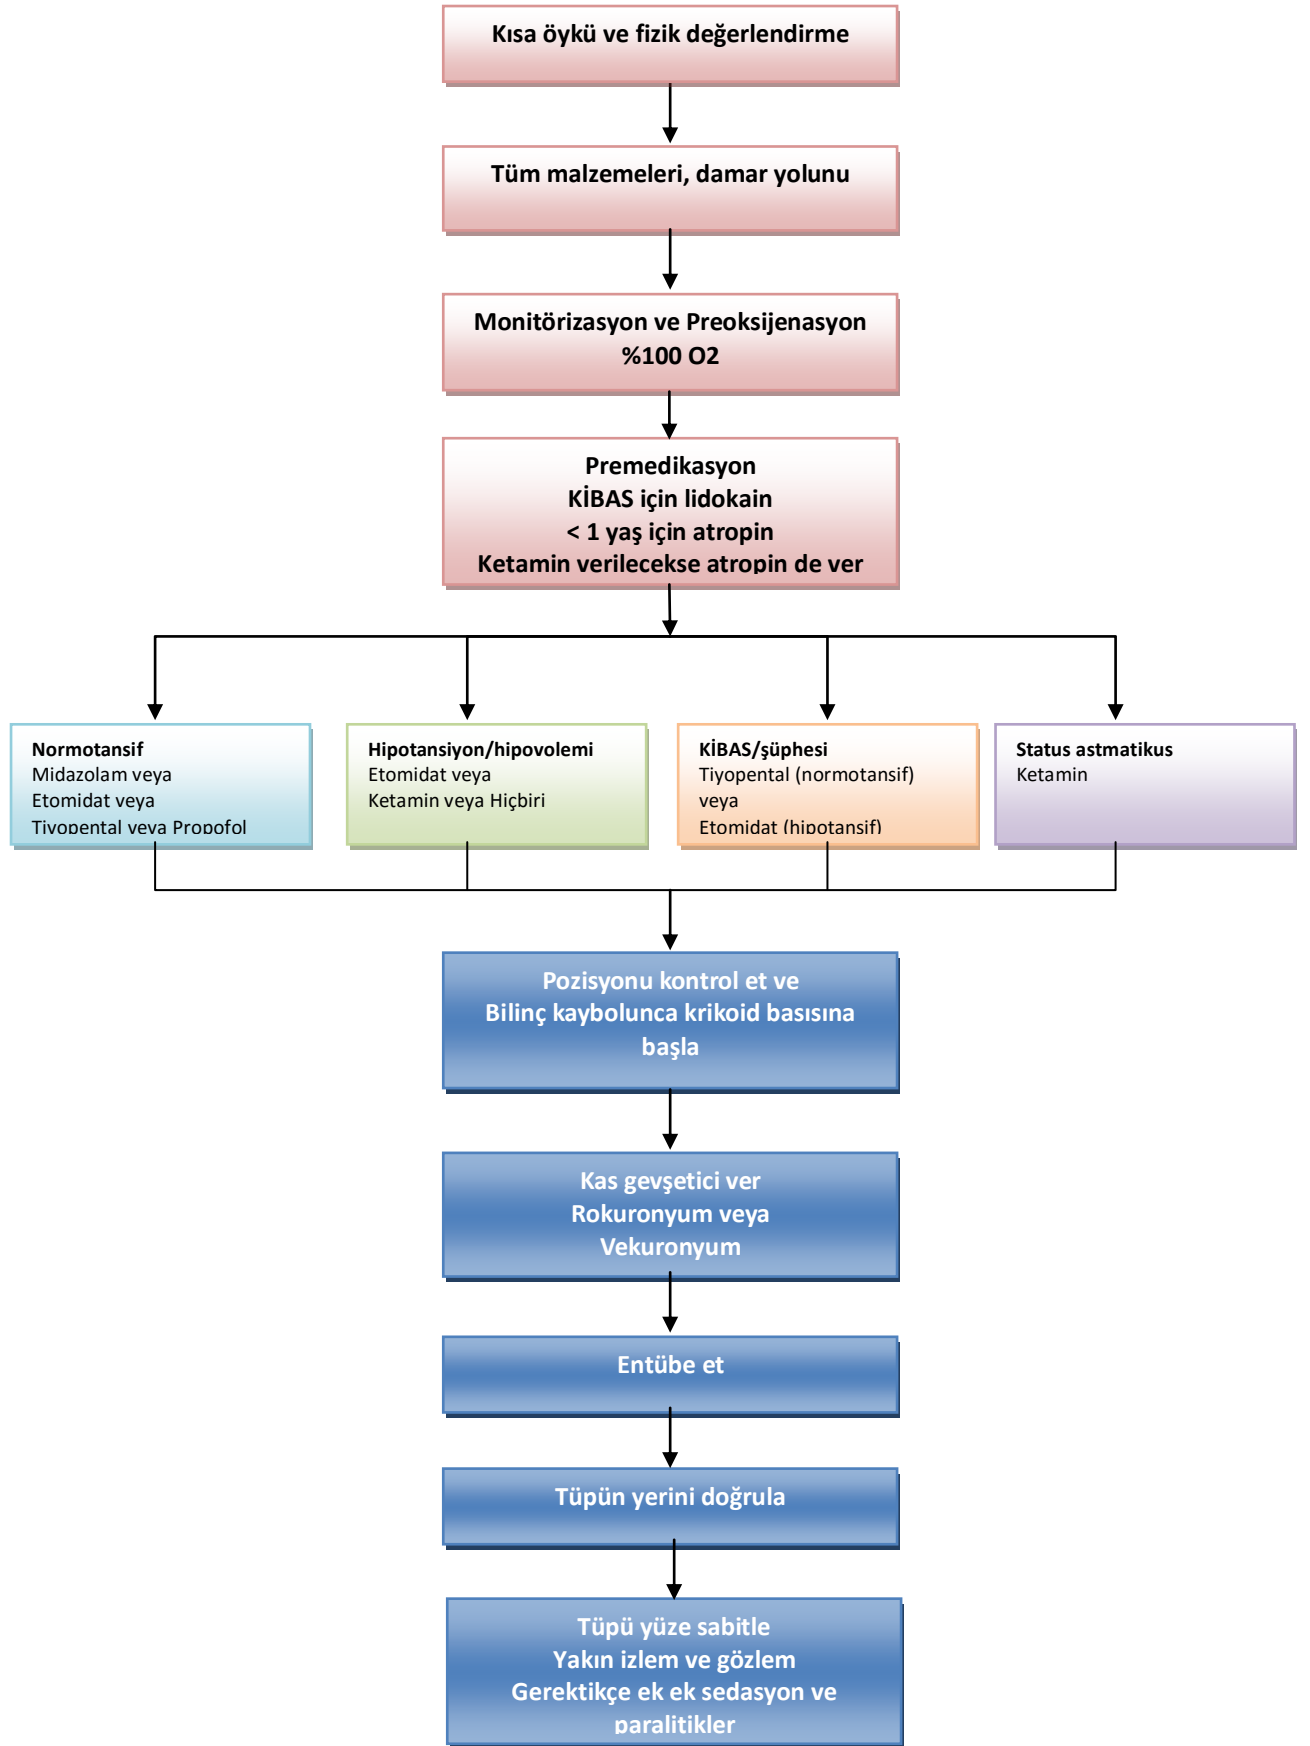 Kısa öykü ve fizik değerlendirme
Tüm malzemeleri, damar yolunu
Monitörizasyon ve Preoksijenasyon
%100 O2
Premedikasyon
KİBAS için lidokain
< 1 yaş için atropin
Ketamin verilecekse atropin de ver
Normotansif
Midazolam veya
Etomidat veya
Tiyopental veya Propofol
Hipotansiyon/hipovolemi
Etomidat veya
Ketamin veya Hiçbiri
KİBAS/şüphesi
Tiyopental (normotansif)
veya
Etomidat (hipotansif)
Status astmatikus
Ketamin
Pozisyonu kontrol et ve
Bilinç kaybolunca krikoid basısına
başla
Kas gevşetici ver
Rokuronyum veya
Vekuronyum
Entübe et
Tüpün yerini doğrula
Tüpü yüze sabitle
Yakın izlem ve gözlem
Gerektikçe ek ek sedasyon ve
paralitikler